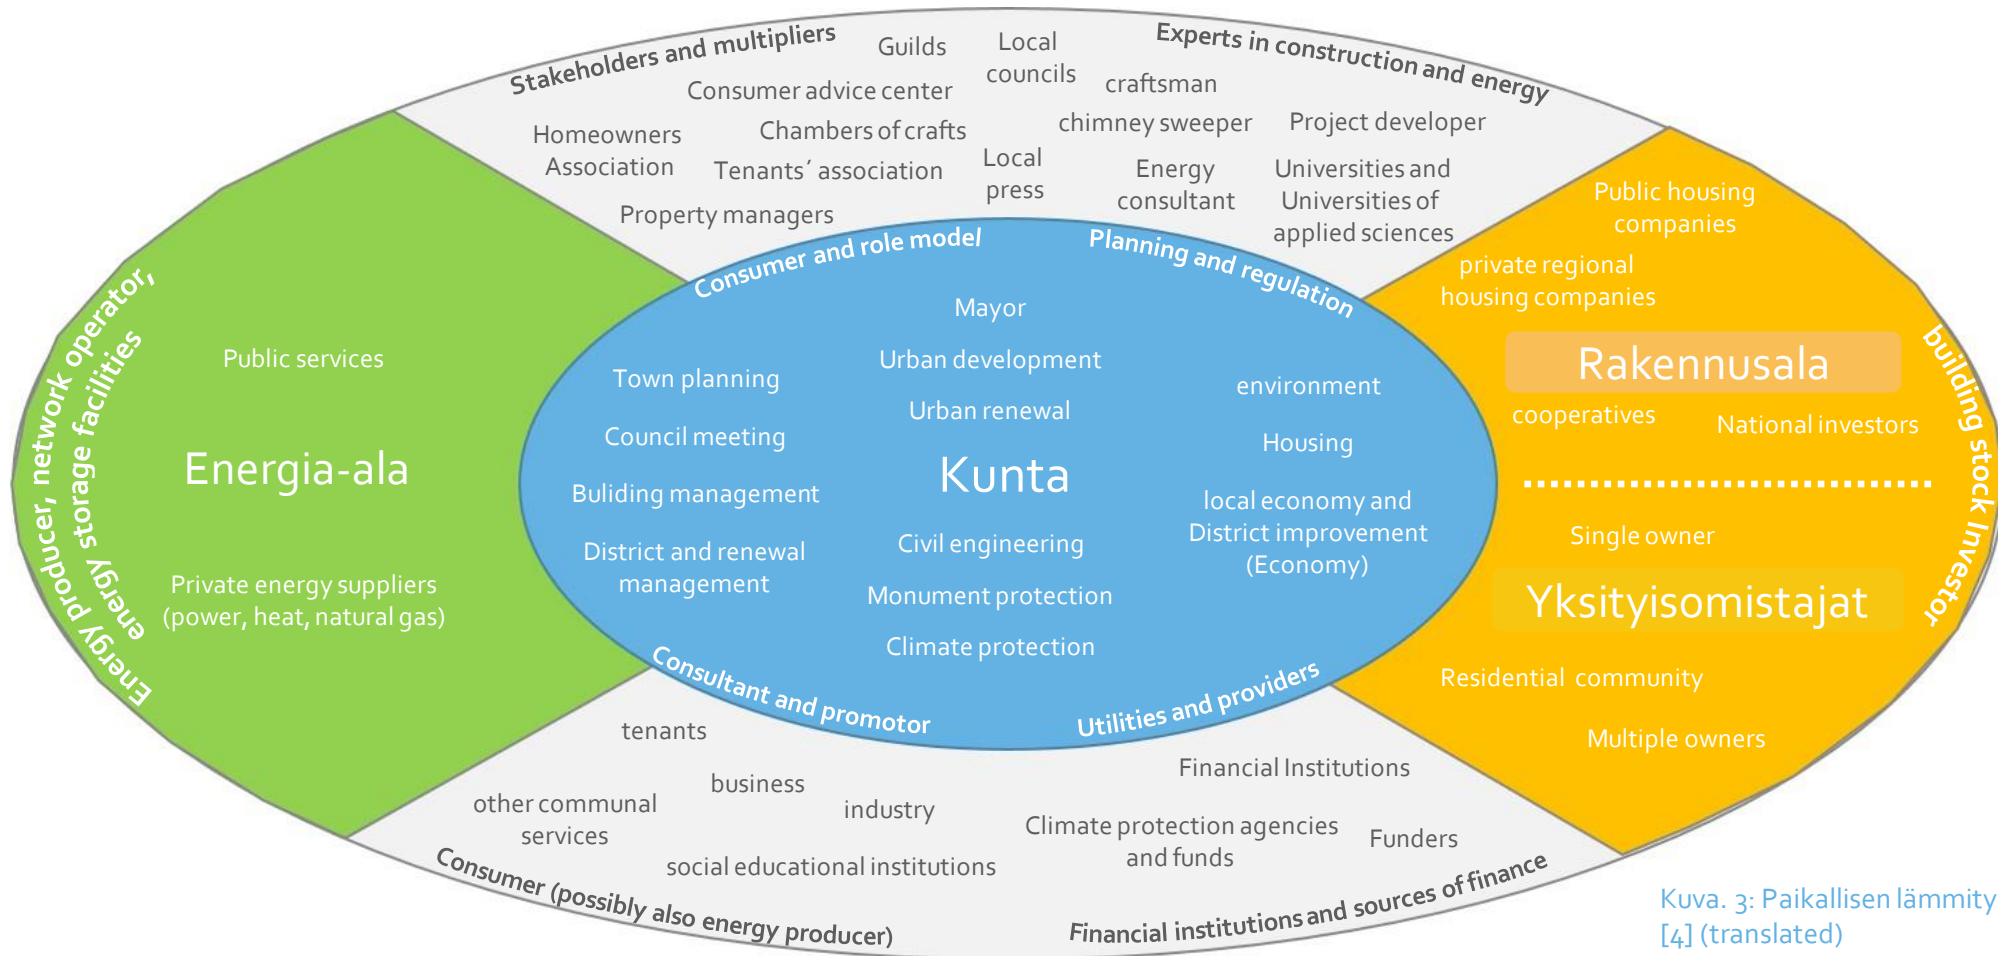 Stakeholders and multipliers
Guilds
Local
councils
Consumer advice center
Homeowners
Association
Chambers of crafts
Tenants´ association
Local
press
Property managers
Experts in construction and energy
craftsman
chimney sweeper
Project developer
Energy
consultant
Universities and
Universities of
applied sciences
Energy producer, network operator,
energy storage facilities
Public services
Energia-ala
Private energy suppliers
(power, heat, natural gas)
Consumer and role model
Planning and regulation
Mayor
Urban development
Urban renewal
Town planning
Council meeting
Buliding management
District and renewal
management
Kunta
Civil engineering
Monument protection
Climate protection
environment
Housing
local economy and
District improvement
(Economy)
Consultant and promotor
Utilities and providers
Public housing
companies
private regional
housing companies
Rakennusala
cooperatives
National investors
Single owner
Yksityisomistajat
Residential community
Multiple owners
building stock Investor
tenants
business
other communal
services
industry
social educational institutions
Consumer (possibly also energy producer)
Financial Institutions
Climate protection agencies
and funds
Funders
Financial institutions and sources of finance
Kuva. 3: Paikallisen lämmity
[4] (translated)